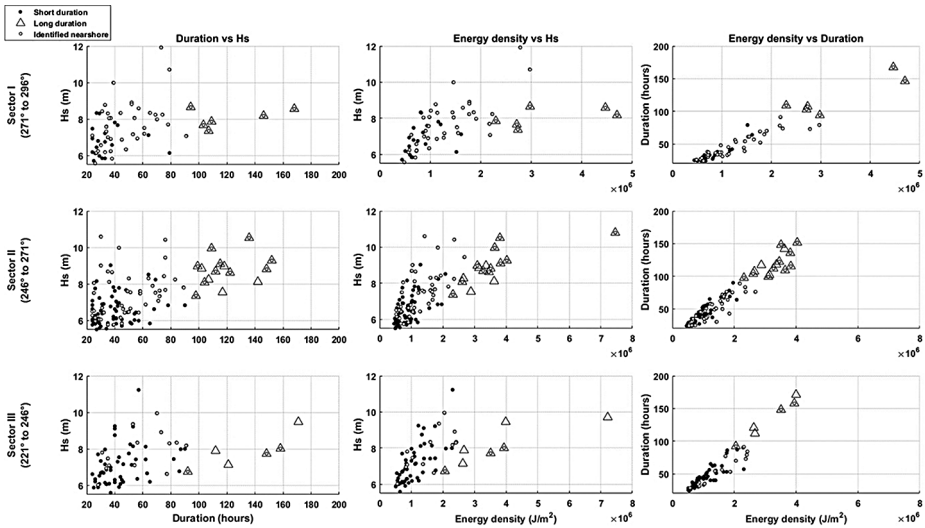 Short duration
Long duration
Identified nearshore
Duration vs Hs
Energy density vs Hs
Energy density vs Duration
Sector I
(271° to 296°)
Hs (m)
12
10
8
6
20 40 60 80 100 120 140 160 180 200
Hs (m)
12
10
8
6
0 1 2 3 4 5
×10⁶
Duration (hours)
200
150
100
50
0 1 2 3 4 5
×10⁶
Sector II
(246° to 271°)
Hs (m)
12
10
8
6
20 40 60 80 100 120 140 160 180 200
Hs (m)
12
10
8
6
0 2 4 6 8
×10⁶
Duration (hours)
200
150
100
50
0 2 4 6 8
×10⁶
Sector III
(221° to 246°)
Hs (m)
12
10
8
6
20 40 60 80 100 120 140 160 180 200
Duration (hours)
Hs (m)
12
10
8
6
0 2 4 6 8
×10⁶
Energy density (J/m²)
Duration (hours)
200
150
100
50
0 2 4 6 8
×10⁶
Energy density (J/m²)